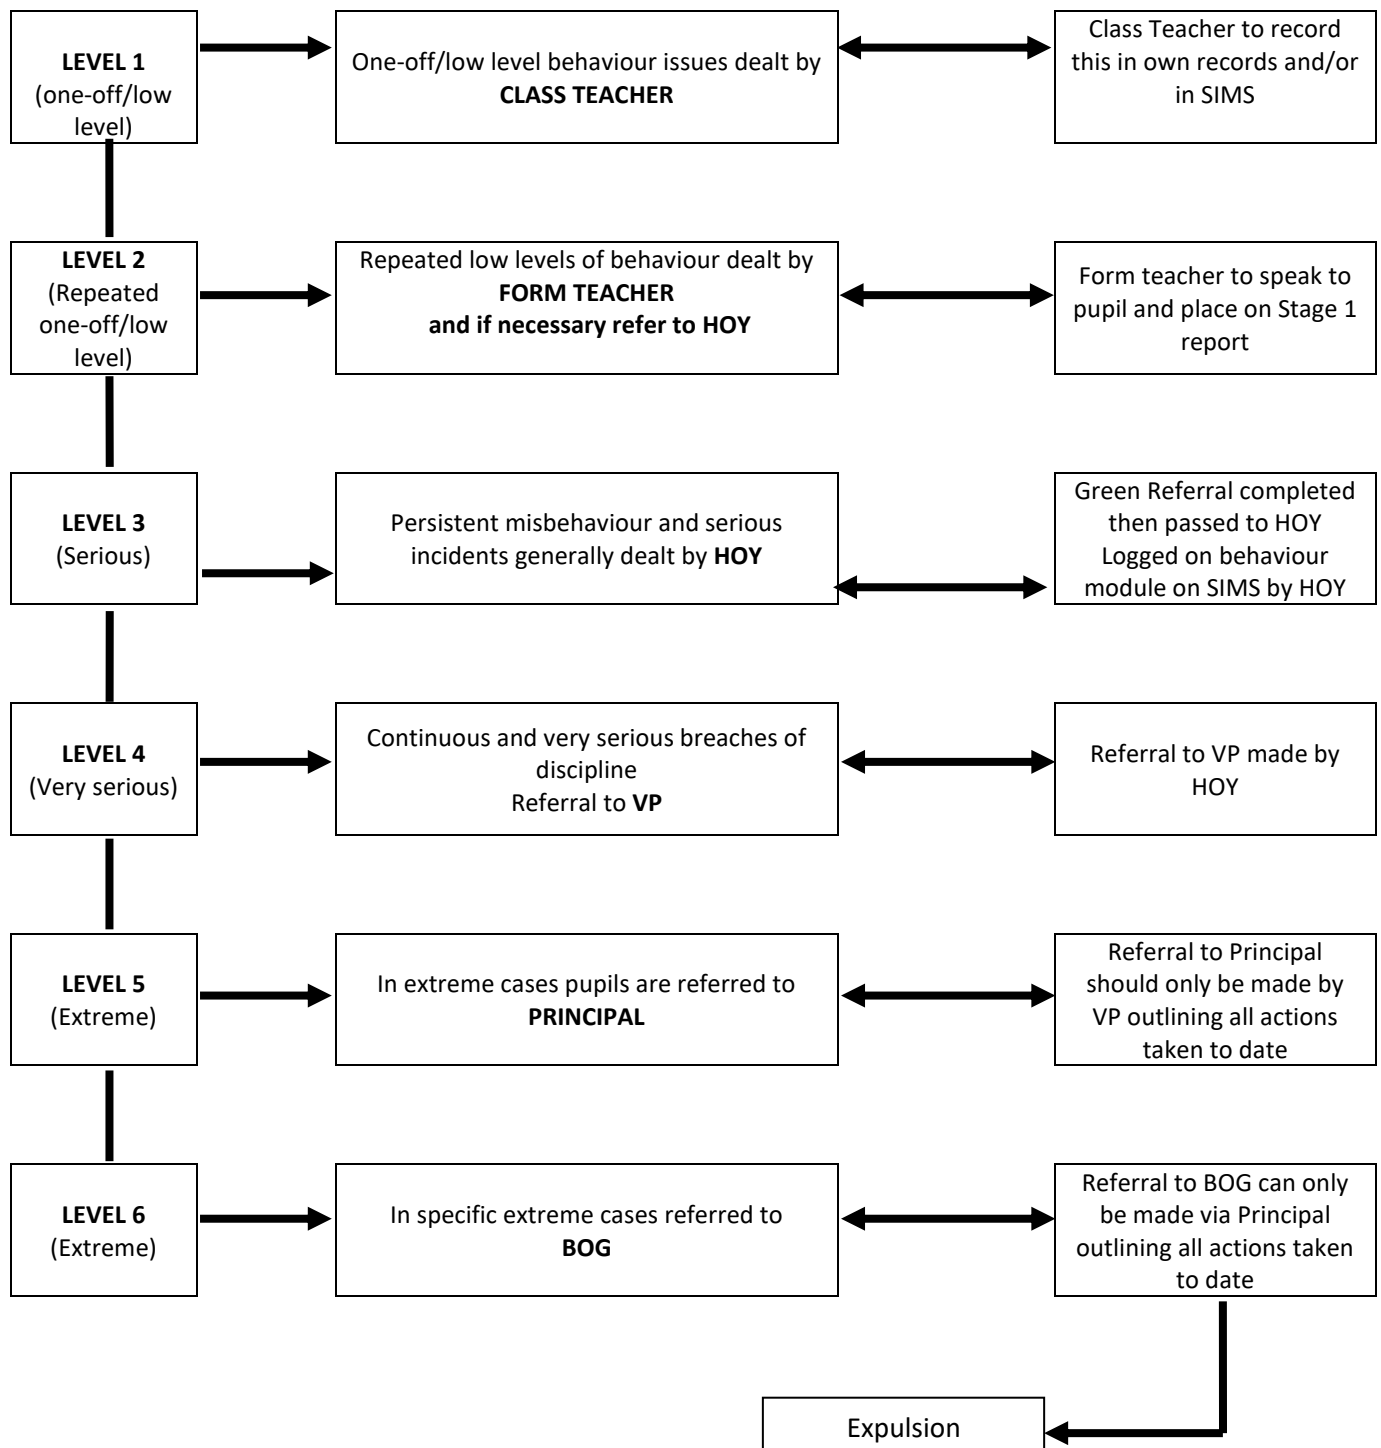 LEVEL 1
(one-off/low
level)
One-off/low level behaviour issues dealt by
CLASS TEACHER
Class Teacher to record
this in own records and/or
in SIMS
LEVEL 2
(Repeated
one-off/low
level)
Repeated low levels of behaviour dealt by
FORM TEACHER
and if necessary refer to HOY
Form teacher to speak to
pupil and place on Stage 1
report
LEVEL 3
(Serious)
Persistent misbehaviour and serious
incidents generally dealt by HOY
Green Referral completed
then passed to HOY
Logged on behaviour
module on SIMS by HOY
LEVEL 4
(Very serious)
Continuous and very serious breaches of
discipline
Referral to VP
Referral to VP made by
HOY
LEVEL 5
(Extreme)
In extreme cases pupils are referred to
PRINCIPAL
Referral to Principal
should only be made by
VP outlining all actions
taken to date
LEVEL 6
(Extreme)
In specific extreme cases referred to
BOG
Referral to BOG can only
be made via Principal
outlining all actions taken
to date
Expulsion